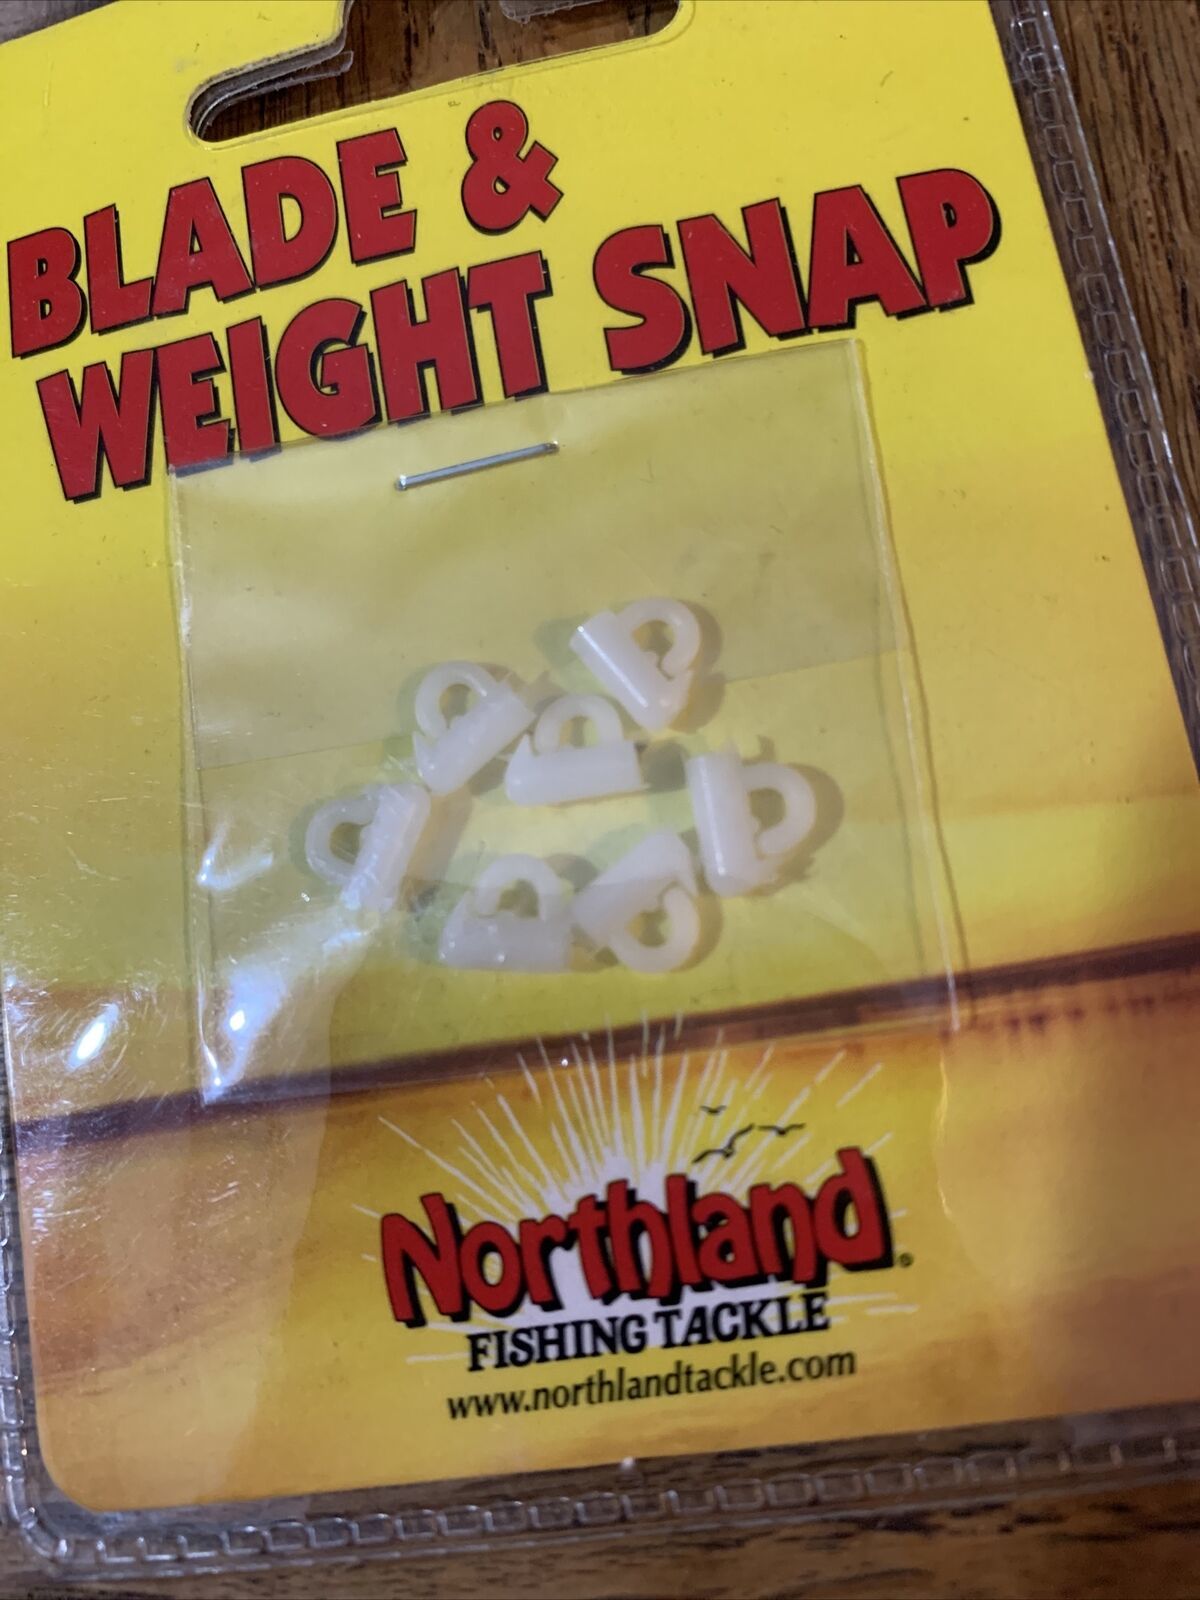 BLADE &
WEIGHT SNAP
Northland®
FISHING TACKLE
www.northlandtackle.com